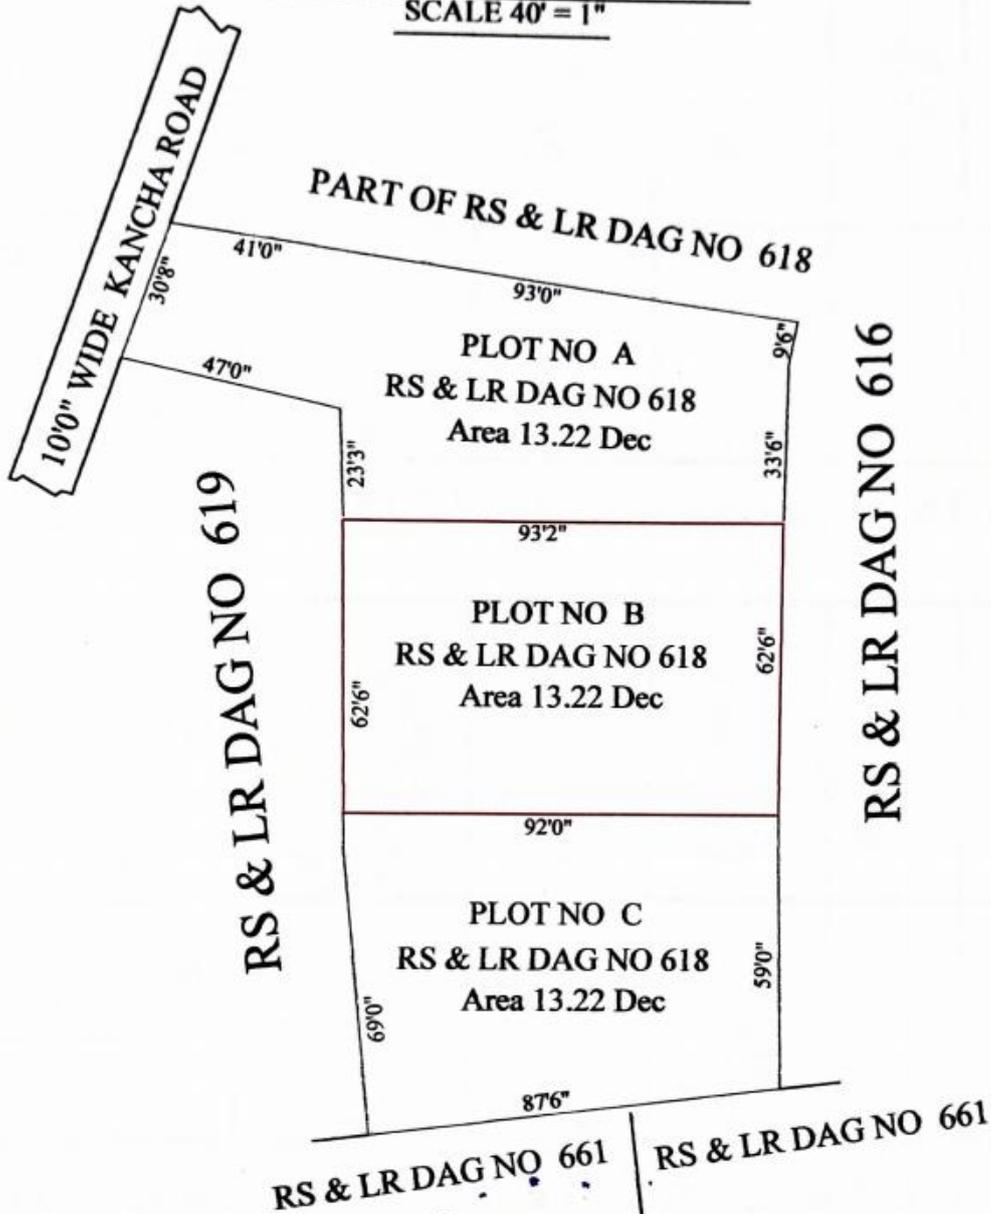 SCALE 40' = 1"
10'0" WIDE KANCHA ROAD
PART OF RS & LR DAG NO 618
41'0"
93'0"
30'8"
9'6"
47'0"
PLOT NO A
RS & LR DAG NO 618
Area 13.22 Dec
23'3"
33'6"
RS & LR DAG NO 619
RS & LR DAG NO 616
93'2"
PLOT NO B
RS & LR DAG NO 618
Area 13.22 Dec
62'6"
62'6"
92'0"
PLOT NO C
RS & LR DAG NO 618
Area 13.22 Dec
69'0"
59'0"
87'6"
RS & LR DAG NO 661
RS & LR DAG NO 661